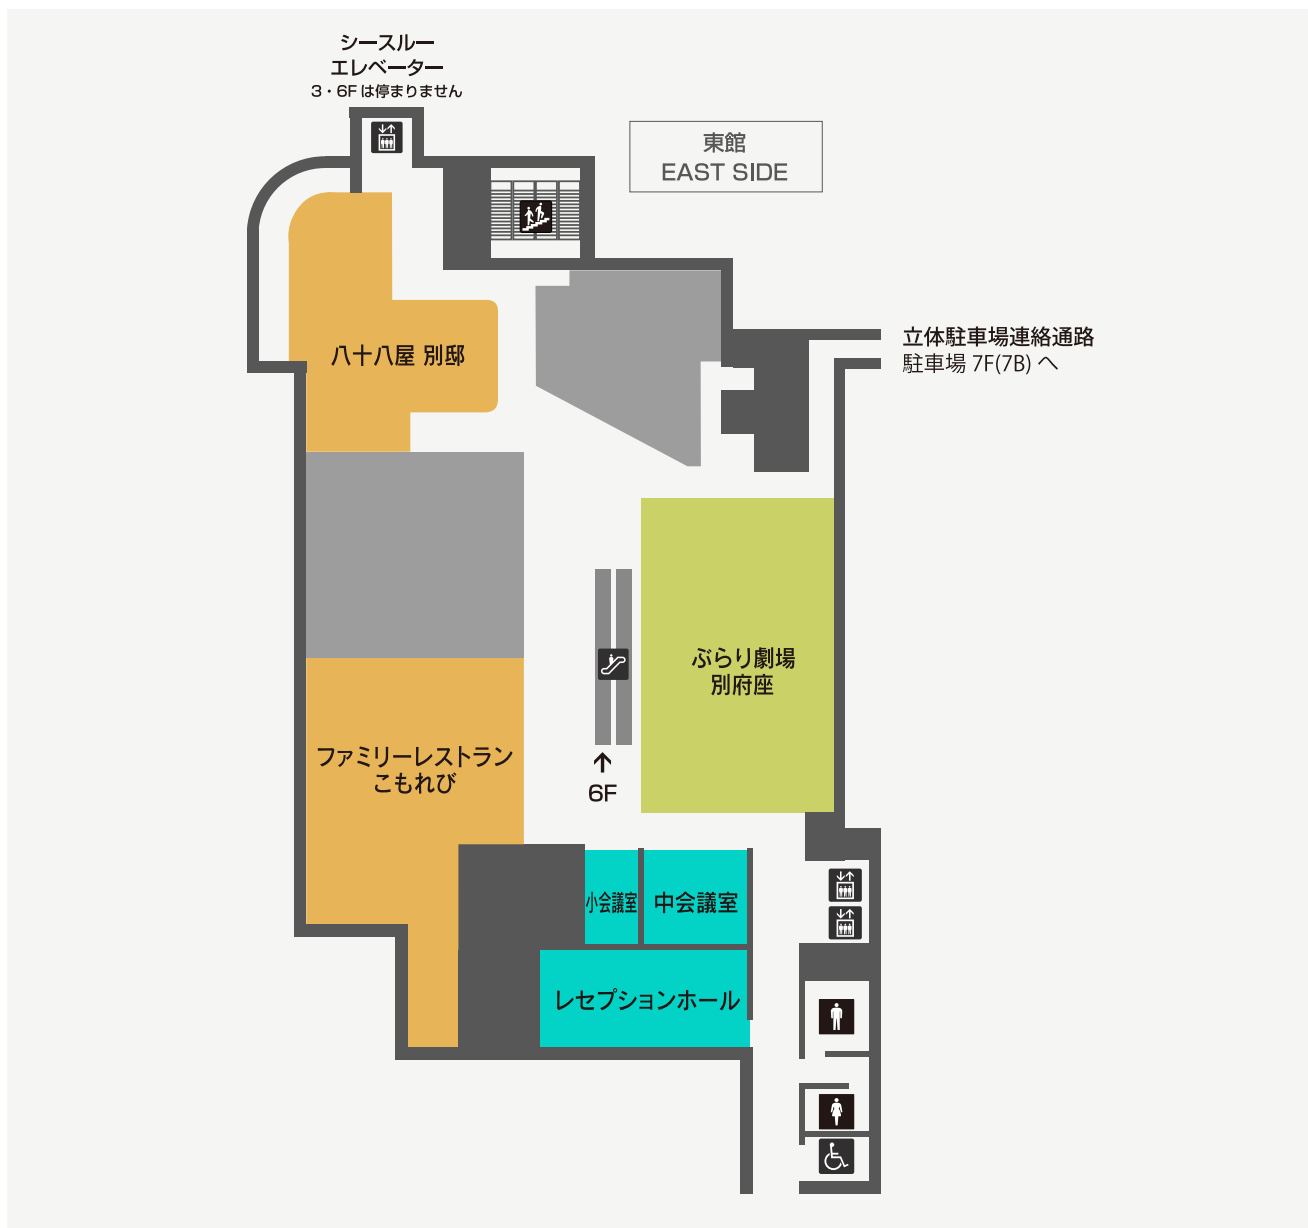 シースルー
エレベーター
3・6Fは停まりません
東館
EAST SIDE
立体駐車場連絡通路
駐車場 7F(7B) へ
八十八屋 別邸
ぶらり劇場
別府座
ファミリーレストラン
こもれび
6F
小会議室
中会議室
レセプションホール